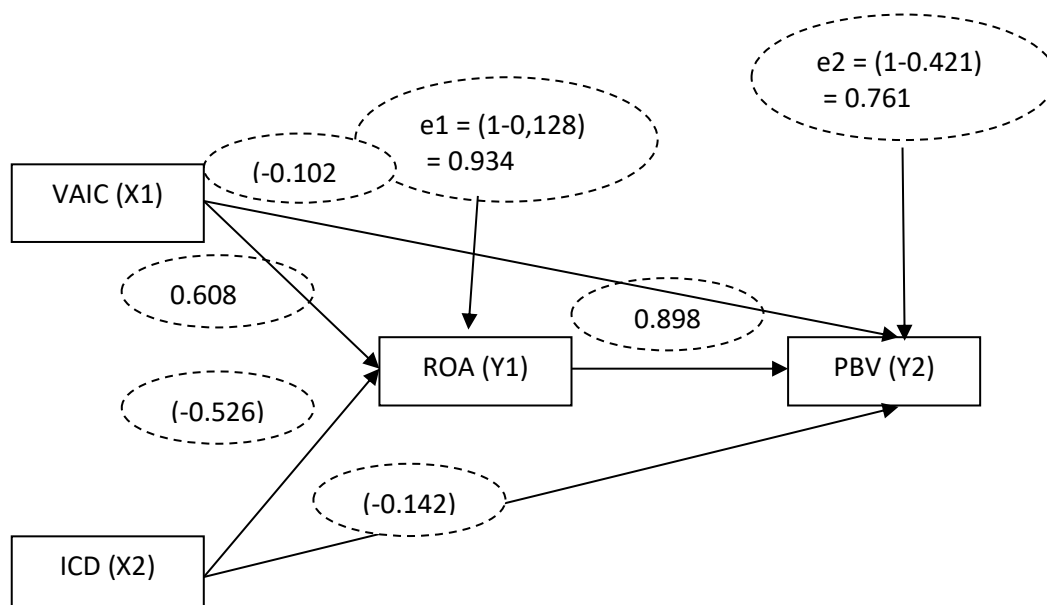 e2 = (1-0.421)
= 0.761
e1 = (1-0,128)
= 0.934
(-0.102
VAIC (X1)
0.608
0.898
ROA (Y1)
PBV (Y2)
(-0.526)
(-0.142)
ICD (X2)